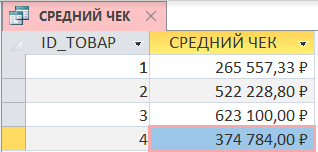 СРЕДНИЙ ЧЕК
ID_ТОВАР СРЕДНИЙ ЧЕК
1 265 557,33 ₽
2 522 228,80 ₽
3 623 100,00 ₽
4 374 784,00 ₽